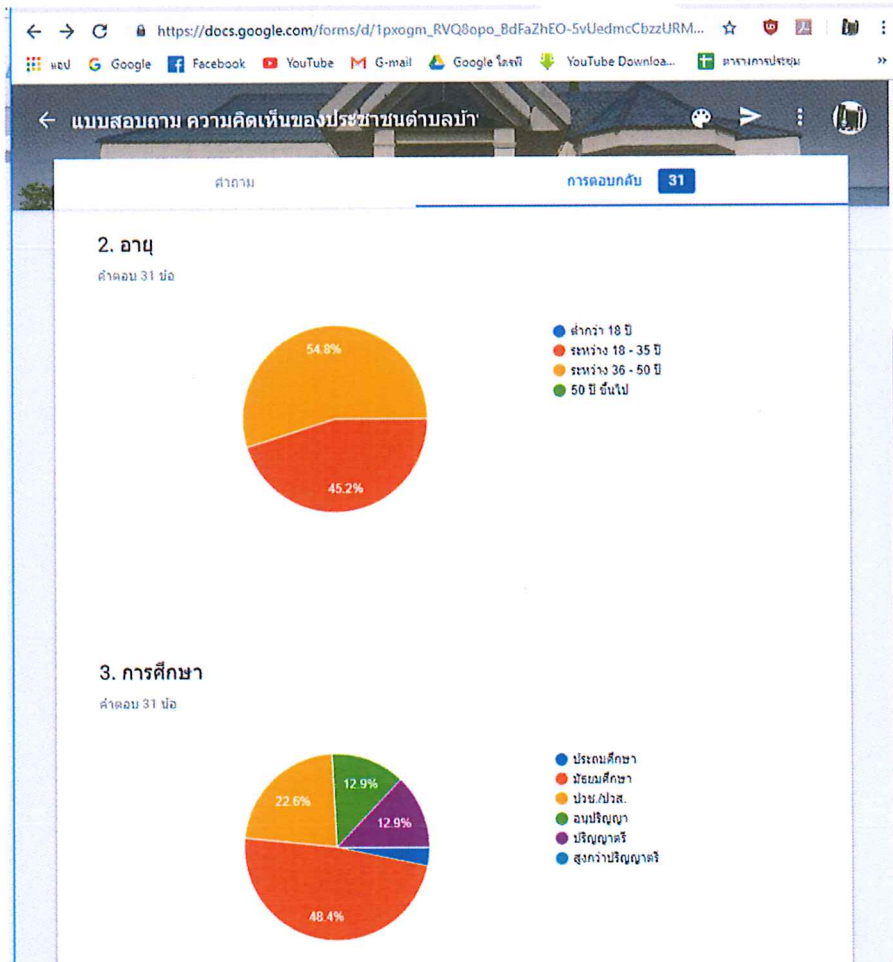 https://docs.google.com/forms/d/1pxogm_RVQ8opo_BdFaZhEO-5vUedmcCbzzURM...
แอป Google Facebook YouTube G-mail Google ไดรฟ์ YouTube Downloa... ตารางการประชุม »
แบบสอบถาม ความคิดเห็นของประชาชนตำบลบ้า
คำถาม
การตอบกลับ 31
2. อายุ
คำตอบ 31 ข้อ
54.8%
45.2%
ต่ำกว่า 18 ปี
ระหว่าง 18 - 35 ปี
ระหว่าง 36 - 50 ปี
50 ปี ขึ้นไป
3. การศึกษา
คำตอบ 31 ข้อ
12.9%
22.6%
12.9%
48.4%
ประถมศึกษา
มัธยมศึกษา
ปวช./ปวส.
อนุปริญญา
ปริญญาตรี
สูงกว่าปริญญาตรี